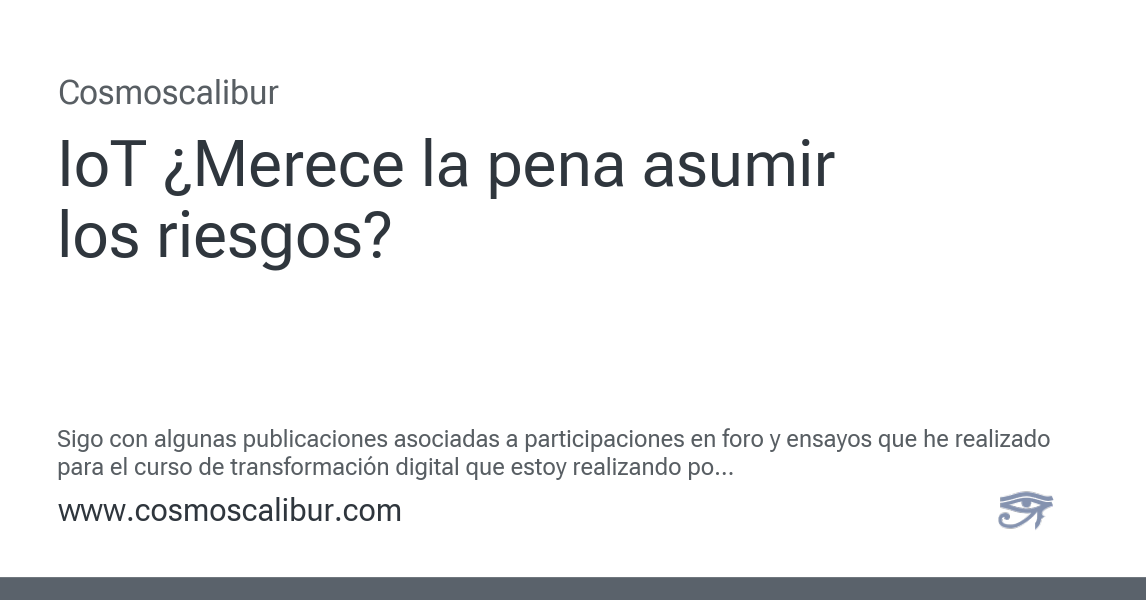 Cosmoscalibur
IoT ¿Merece la pena asumir
los riesgos?
Sigo con algunas publicaciones asociadas a participaciones en foro y ensayos que he realizado
para el curso de transformación digital que estoy realizando po...
www.cosmoscalibur.com